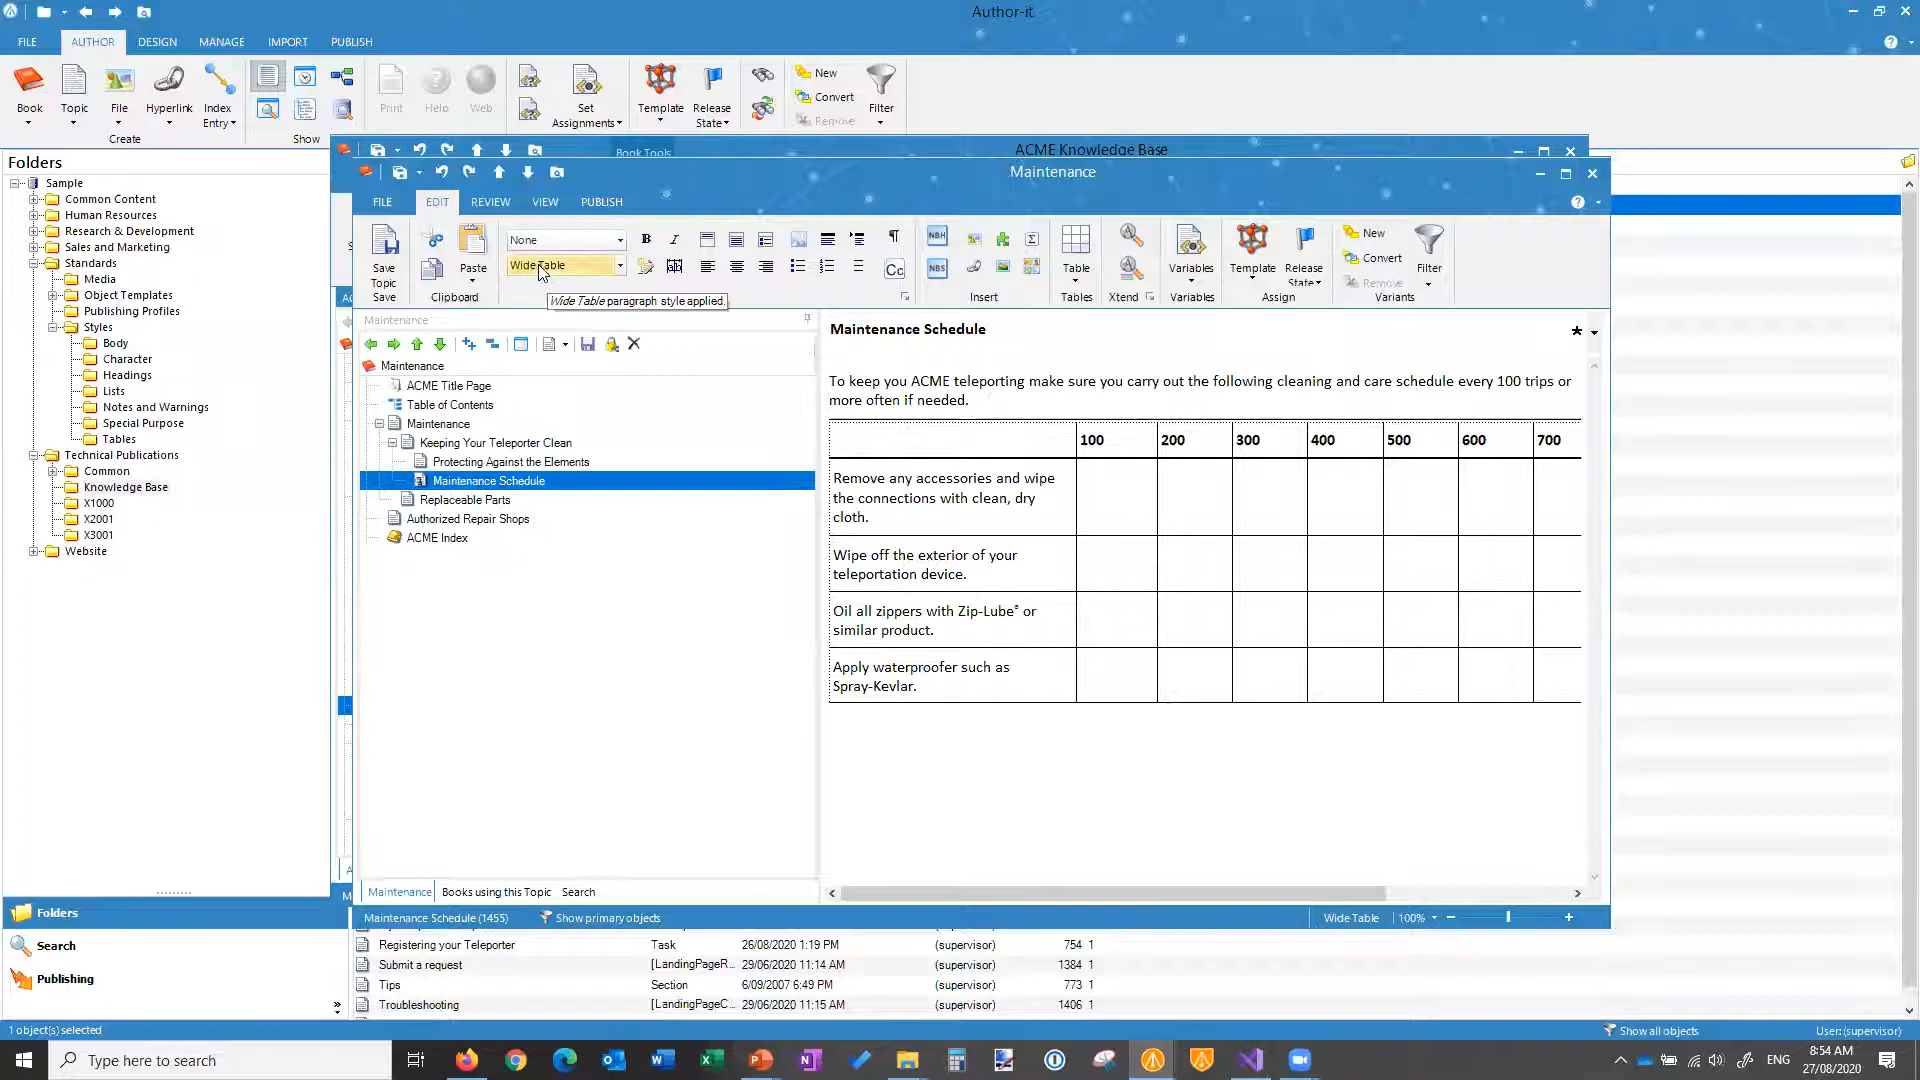 Author-it
FILE AUTHOR DESIGN MANAGE IMPORT PUBLISH
Book Topic File Hyperlink Index Entry
Create
Show
Print Help Web
Set Assignments
Template Release State
New
Convert
Remove
Filter
Folders
Sample
Common Content
Human Resources
Research & Development
Sales and Marketing
Standards
Media
Object Templates
Publishing Profiles
Styles
Body
Character
Headings
Lists
Notes and Warnings
Special Purpose
Tables
Technical Publications
Common
Knowledge Base
X1000
X2001
X3001
Website
Folders
Search
Publishing
1 object(s) selected
Book Tools
ACME Knowledge Base
Maintenance
FILE EDIT REVIEW VIEW PUBLISH
Save Topic
Save
Paste
Clipboard
None
Wide Table
Wide Table paragraph style applied.
B I
Cc
NBH
NBS
Insert
Table
Tables
Xtend
Variables
Variables
Template Release State
Assign
New
Convert
Remove
Filter
Variants
Maintenance
Maintenance
ACME Title Page
Table of Contents
Maintenance
Keeping Your Teleporter Clean
Protecting Against the Elements
Maintenance Schedule
Replaceable Parts
Authorized Repair Shops
ACME Index
Maintenance Books using this Topic Search
Maintenance Schedule (1455) Show primary objects
Wide Table 100%
Maintenance Schedule
To keep you ACME teleporting make sure you carry out the following cleaning and care schedule every 100 trips or
more often if needed.
100 200 300 400 500 600 700
Remove any accessories and wipe
the connections with clean, dry
cloth.
Wipe off the exterior of your
teleportation device.
Oil all zippers with Zip-Lube® or
similar product.
Apply waterproofer such as
Spray-Kevlar.
Registering your Teleporter Task 26/08/2020 1:19 PM (supervisor) 754 1
Submit a request [LandingPageR... 29/06/2020 11:14 AM (supervisor) 1384 1
Tips Section 6/09/2007 6:49 PM (supervisor) 773 1
Troubleshooting [LandingPageC... 29/06/2020 11:15 AM (supervisor) 1406 1
Show all objects
User: (supervisor)
Type here to search
ENG
8:54 AM
27/08/2020